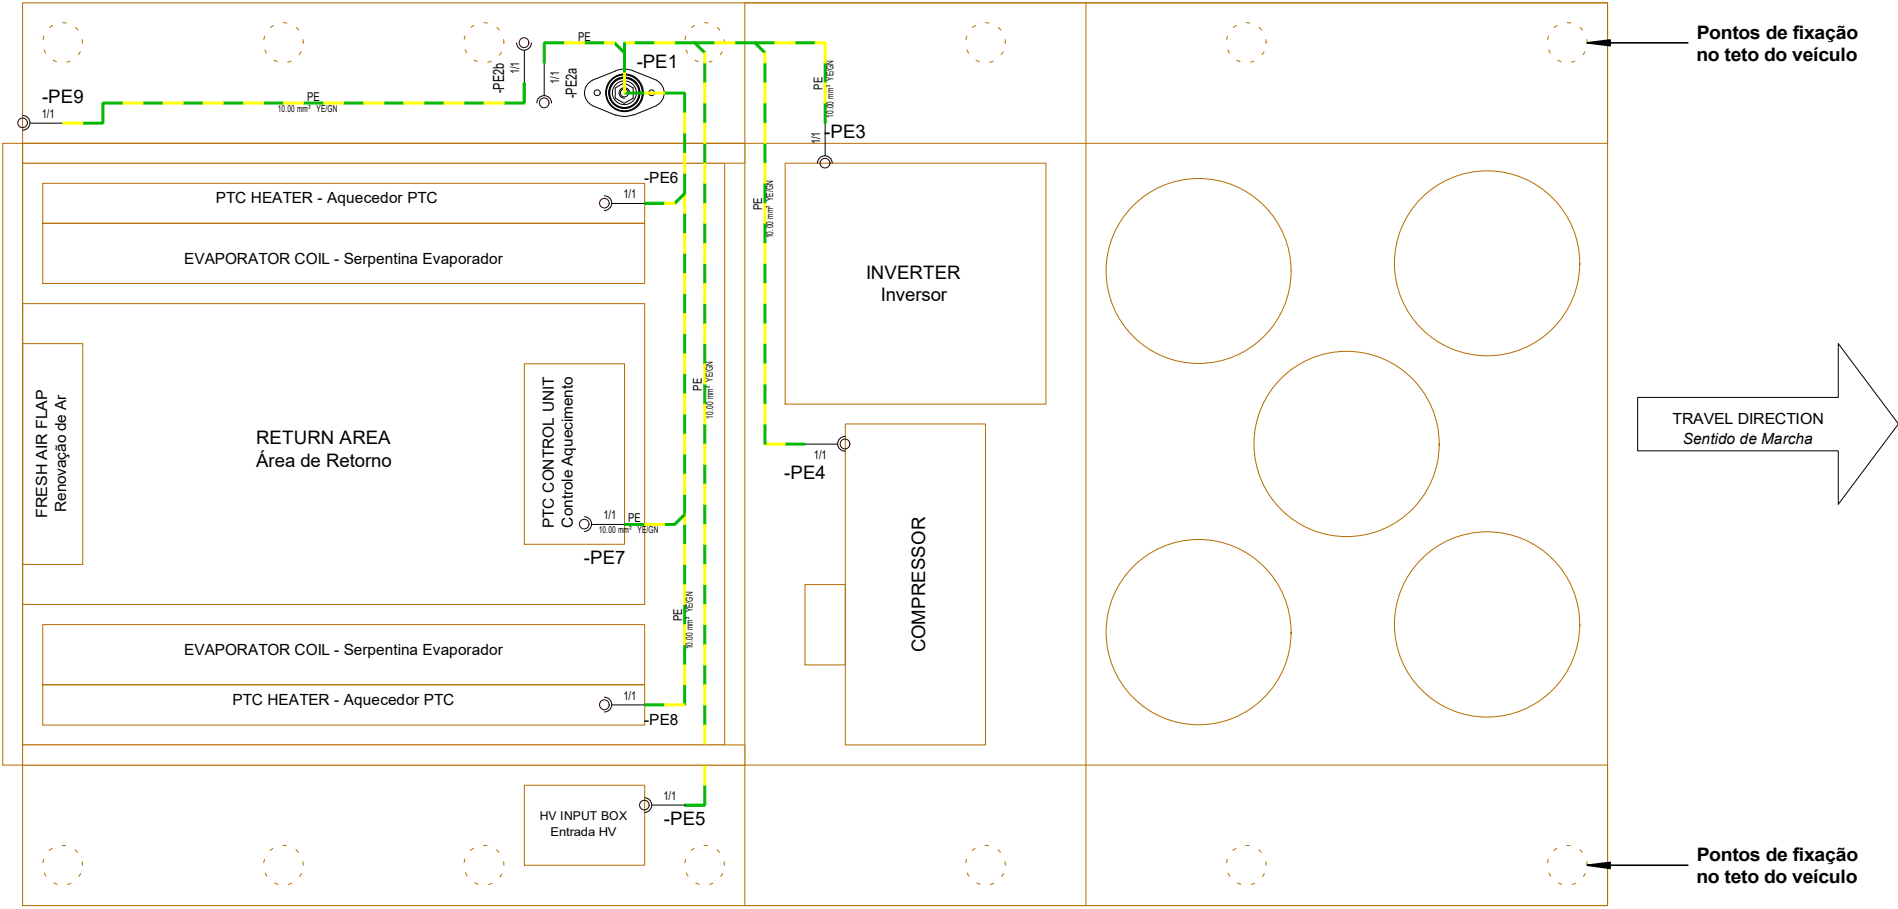 Pontos de fixação
no teto do veículo
PE
-PE1
-PE2b
1/1
1/1
-PE2a
-PE9
1/1
PE
10.00 mm² YE/GN
PE
10.00 mm² YE/GN
1/1
-PE3
-PE6
1/1
PTC HEATER - Aquecedor PTC
EVAPORATOR COIL - Serpentina Evaporador
PE
10.00 mm² YE/GN
INVERTER
Inversor
FRESH AIR FLAP
Renovação de Ar
RETURN AREA
Área de Retorno
PTC CONTROL UNIT
Controle Aquecimento
PE
10.00 mm² YE/GN
TRAVEL DIRECTION
Sentido de Marcha
1/1
-PE4
1/1
PE
10.00 mm² YE/GN
-PE7
COMPRESSOR
PE
10.00 mm² YE/GN
EVAPORATOR COIL - Serpentina Evaporador
PTC HEATER - Aquecedor PTC
1/1
-PE8
HV INPUT BOX
Entrada HV
1/1
-PE5
Pontos de fixação
no teto do veículo